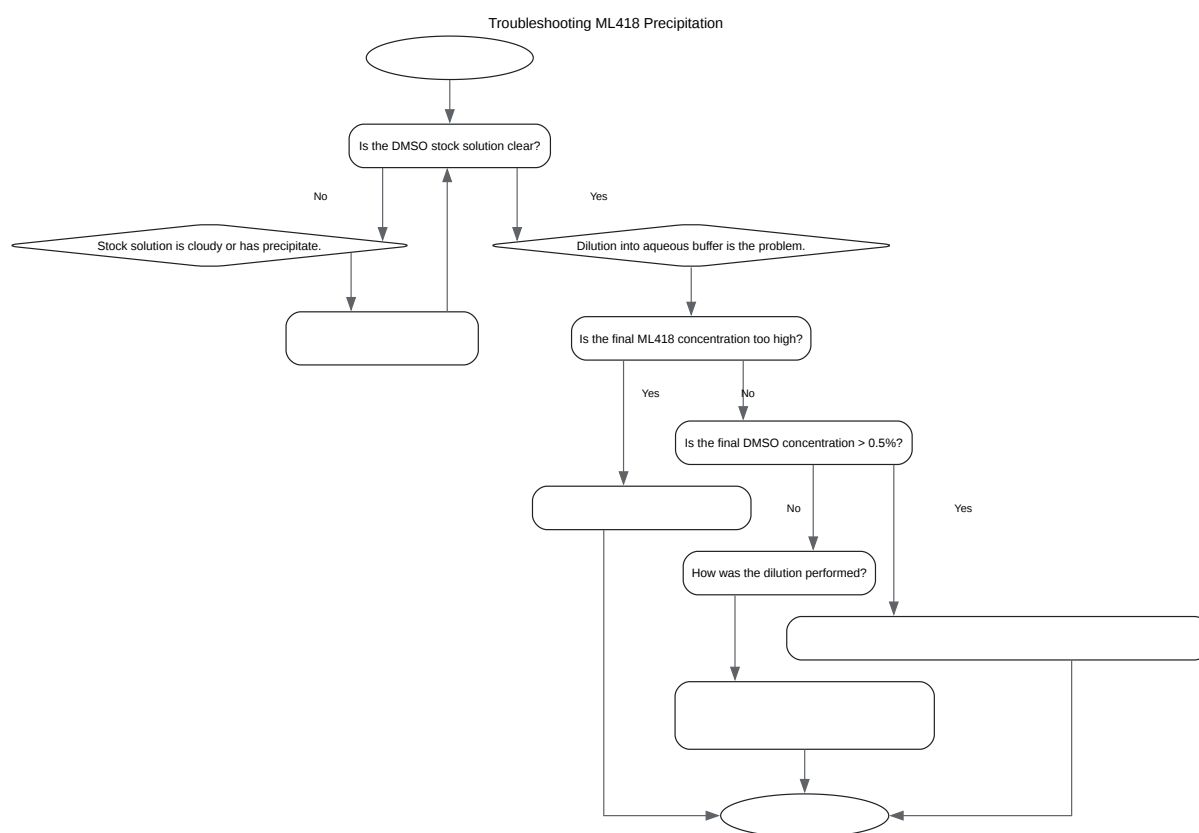 Troubleshooting ML418 Precipitation
Is the DMSO stock solution clear?
No
Yes
Stock solution is cloudy or has precipitate.
Dilution into aqueous buffer is the problem.
Is the final ML418 concentration too high?
Yes
No
Is the final DMSO concentration > 0.5%?
No
Yes
How was the dilution performed?